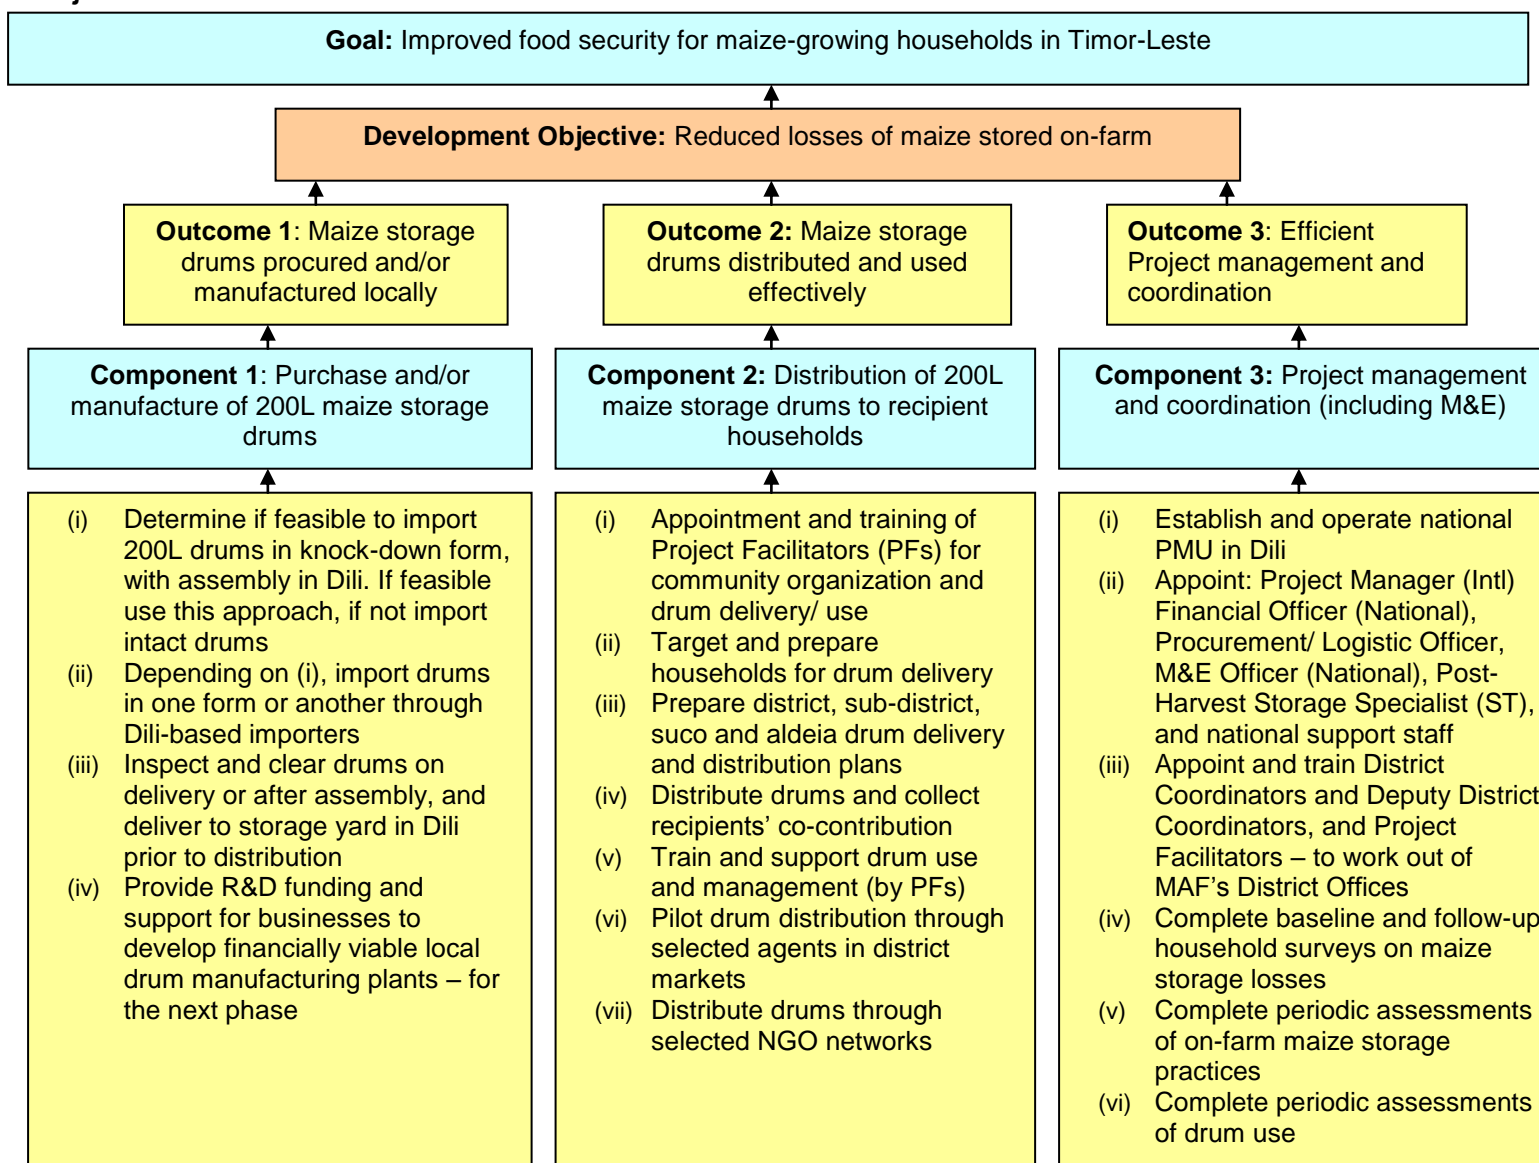 Goal: Improved food security for maize-growing households in Timor-Leste
Development Objective: Reduced losses of maize stored on-farm
Outcome 1: Maize storage
drums procured and/or
manufactured locally
Outcome 2: Maize storage
drums distributed and used
effectively
Outcome 3: Efficient
Project management and
coordination
Component 1: Purchase and/or
manufacture of 200L maize storage
drums
Component 2: Distribution of 200L
maize storage drums to recipient
households
Component 3: Project management
and coordination (including M&E)
(i) Determine if feasible to import
200L drums in knock-down form,
with assembly in Dili. If feasible
use this approach, if not import
intact drums
(ii) Depending on (i), import drums
in one form or another through
Dili-based importers
(iii) Inspect and clear drums on
delivery or after assembly, and
deliver to storage yard in Dili
prior to distribution
(iv) Provide R&D funding and
support for businesses to
develop financially viable local
drum manufacturing plants – for
the next phase
(i) Appointment and training of
Project Facilitators (PFs) for
community organization and
drum delivery/ use
(ii) Target and prepare
households for drum delivery
(iii) Prepare district, sub-district,
suco and aldeia drum delivery
and distribution plans
(iv) Distribute drums and collect
recipients' co-contribution
(v) Train and support drum use
and management (by PFs)
(vi) Pilot drum distribution through
selected agents in district
markets
(vii) Distribute drums through
selected NGO networks
(i) Establish and operate national
PMU in Dili
(ii) Appoint: Project Manager (Intl)
Financial Officer (National),
Procurement/ Logistic Officer,
M&E Officer (National), Post-
Harvest Storage Specialist (ST),
and national support staff
(iii) Appoint and train District
Coordinators and Deputy District
Coordinators, and Project
Facilitators – to work out of
MAF's District Offices
(iv) Complete baseline and follow-up
household surveys on maize
storage losses
(v) Complete periodic assessments
of on-farm maize storage
practices
(vi) Complete periodic assessments
of drum use